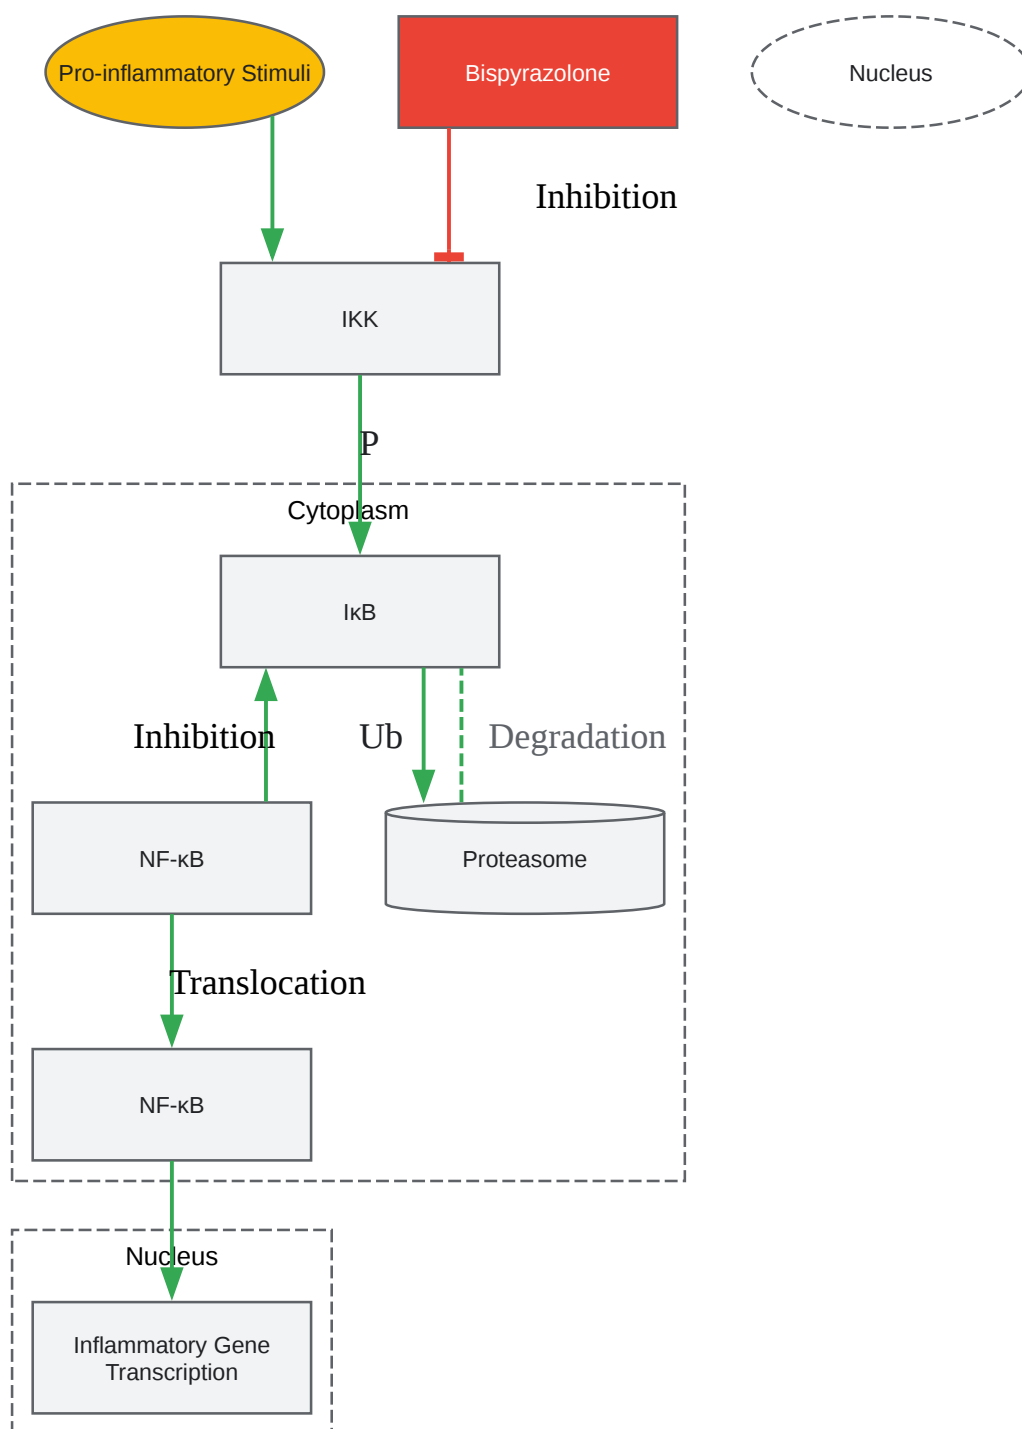 Pro-inflammatory Stimuli
Bispyrazolone
Nucleus
Inhibition
IKK
P
Cytoplasm
IκB
Inhibition
Ub
Degradation
NF-κB
Proteasome
Translocation
NF-κB
Nucleus
Inflammatory Gene
Transcription